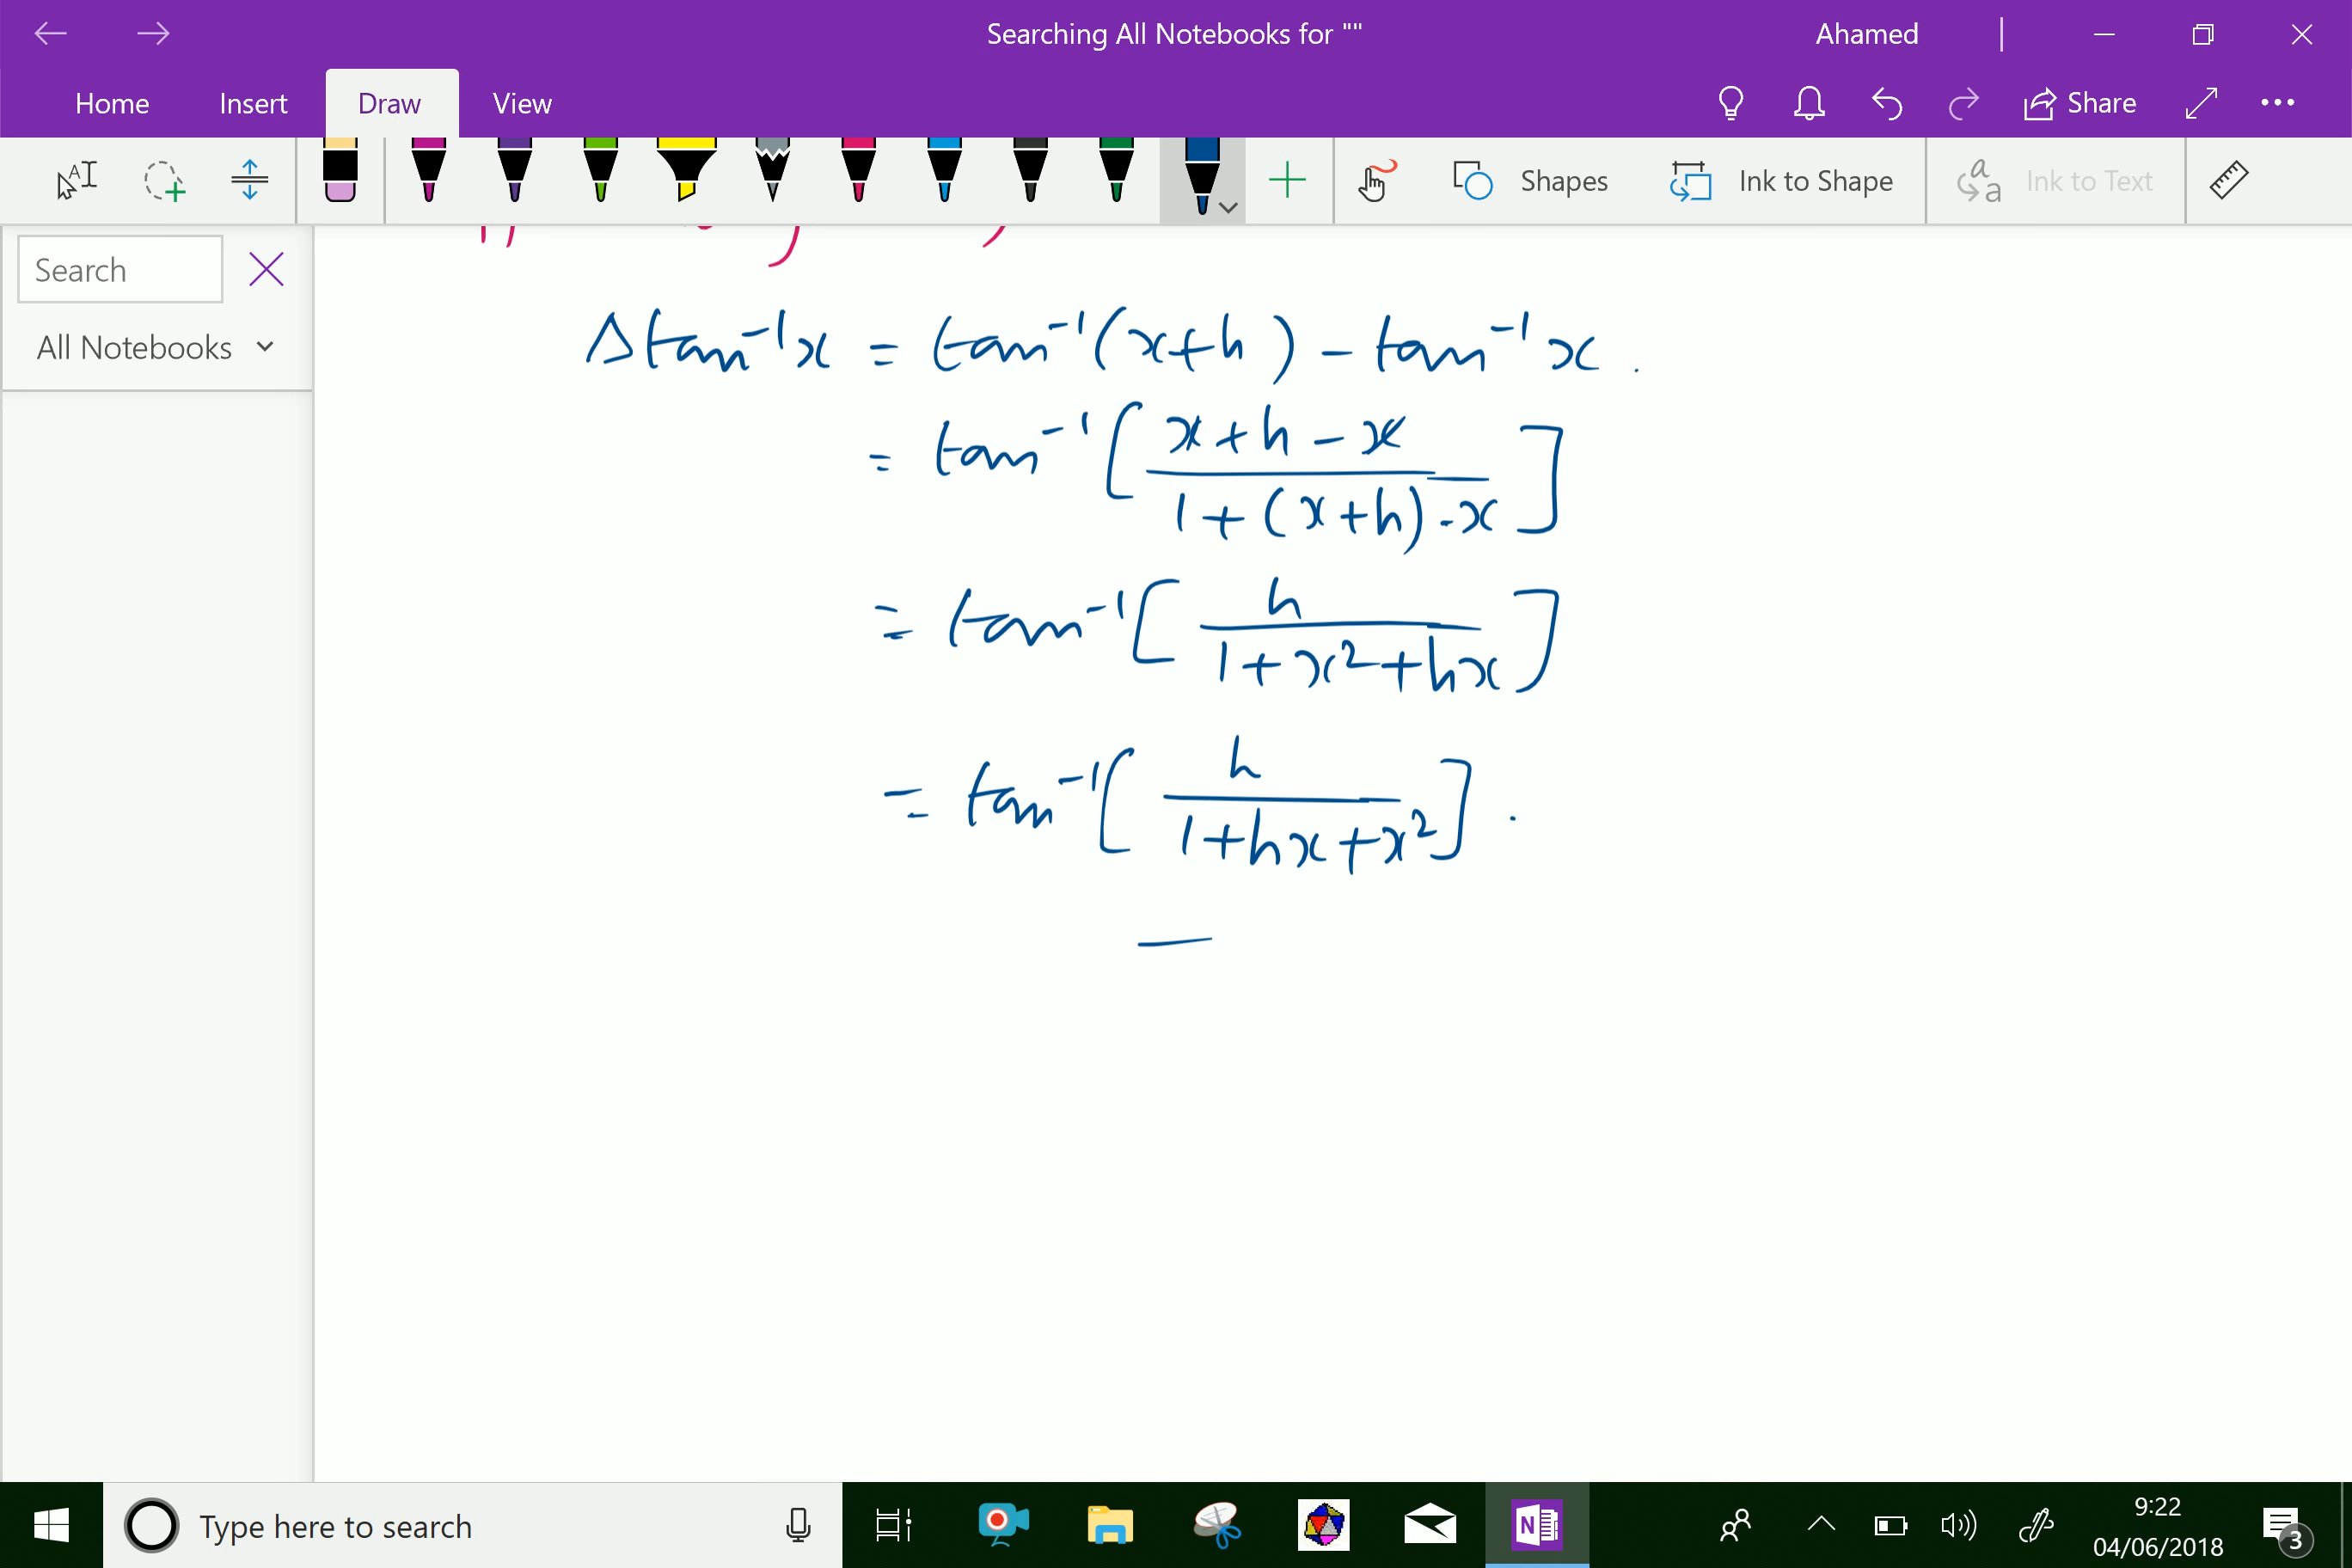 Searching All Notebooks for ""
Ahamed
Home Insert Draw View
Share
Shapes
Ink to Shape
Ink to Text
Search
All Notebooks
Δtan⁻¹x = tan⁻¹(x+h) - tan⁻¹x.
= tan⁻¹[(x+h-x)/(1+(x+h).x)]
= tan⁻¹[h/(1+x²+hx)]
= tan⁻¹[h/(1+hx+x²)].
Type here to search
9:22
04/06/2018
3